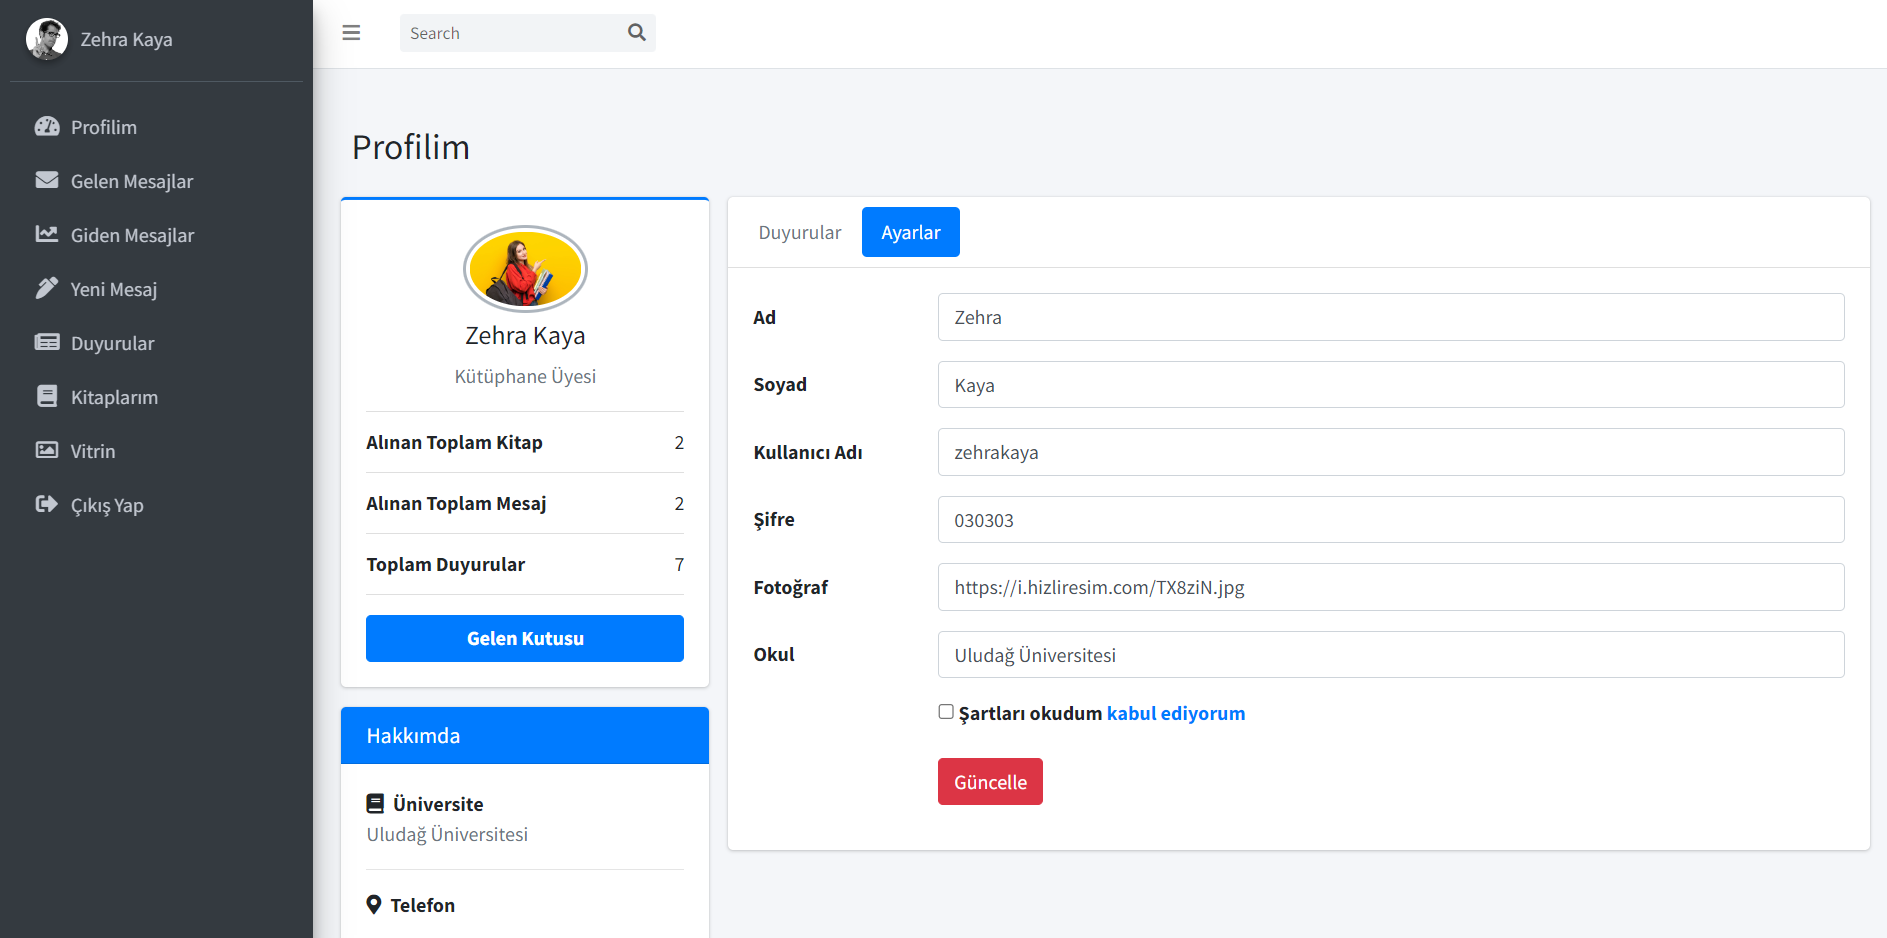 Zehra Kaya
Profilim
Gelen Mesajlar
Giden Mesajlar
Yeni Mesaj
Duyurular
Kitaplarım
Vitrin
Çıkış Yap
Search
Profilim
Zehra Kaya
Kütüphane Üyesi
Alınan Toplam Kitap 2
Alınan Toplam Mesaj 2
Toplam Duyurular 7
Gelen Kutusu
Hakkımda
Üniversite
Uludağ Üniversitesi
Telefon
Duyurular Ayarlar
Ad Zehra
Soyad Kaya
Kullanıcı Adı zehrakaya
Şifre 030303
Fotoğraf https://i.hizliresim.com/TX8ziN.jpg
Okul Uludağ Üniversitesi
Şartları okudum kabul ediyorum
Güncelle